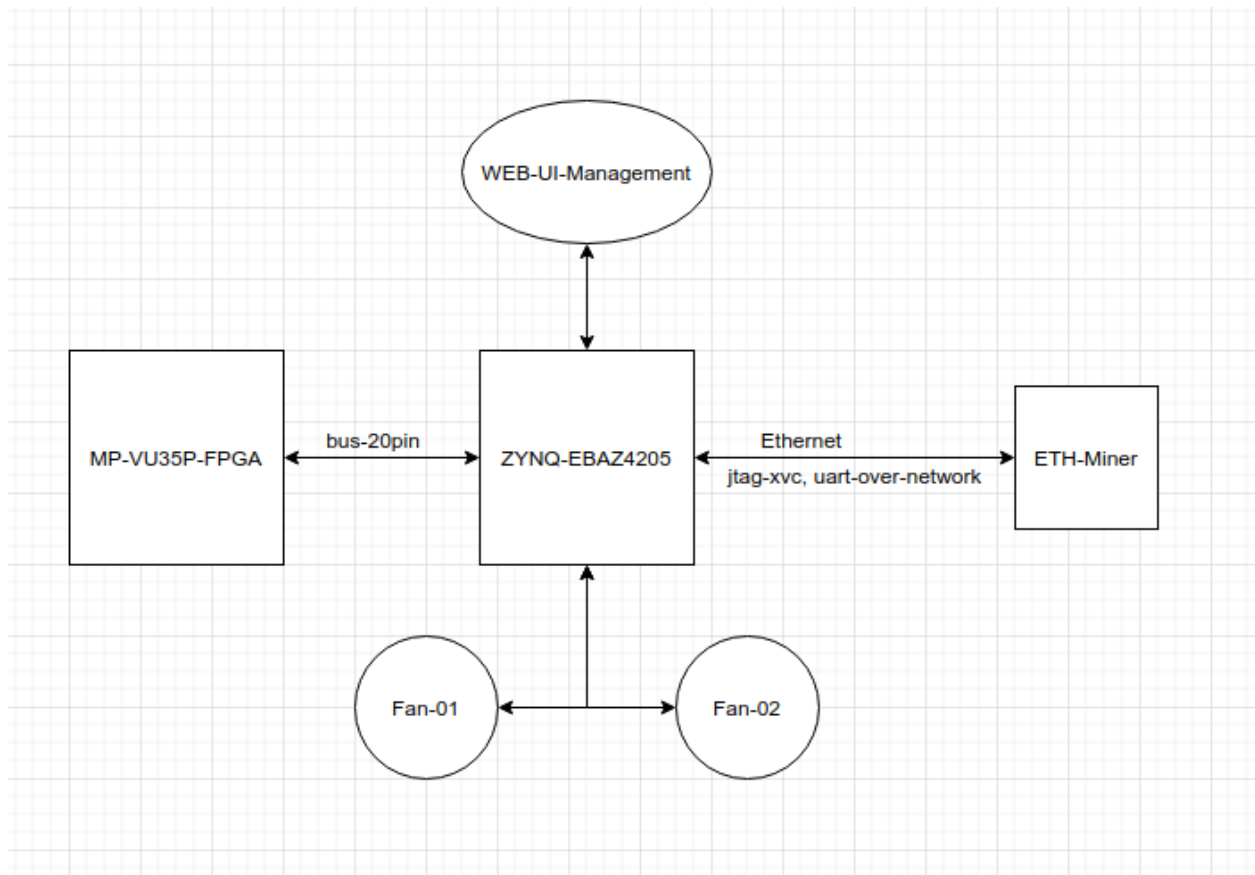 WEB-UI-Management
MP-VU35P-FPGA
bus-20pin
ZYNQ-EBAZ4205
Ethernet
jtag-xvc, uart-over-network
ETH-Miner
Fan-01
Fan-02